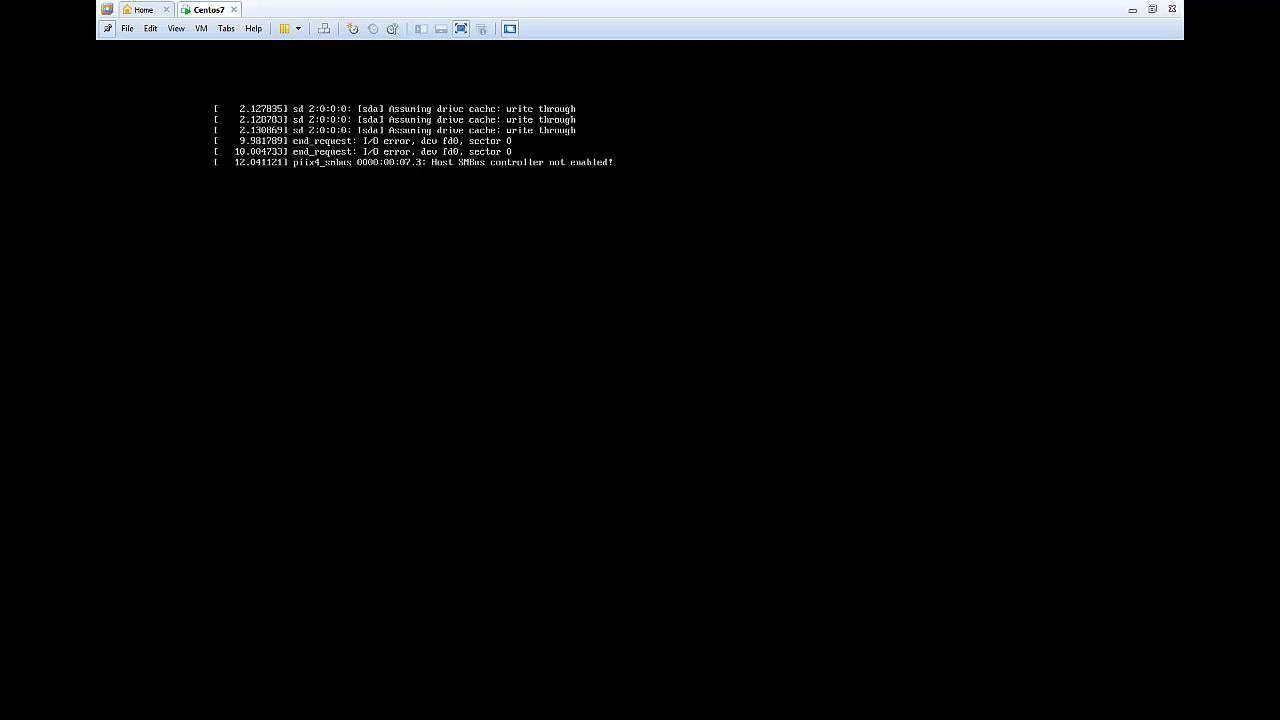 Home
Centos7
File Edit View VM Tabs Help
[    2.127835] sd 2:0:0:0: [sda] Assuming drive cache: write through
[    2.128783] sd 2:0:0:0: [sda] Assuming drive cache: write through
[    2.130869] sd 2:0:0:0: [sda] Assuming drive cache: write through
[    9.981789] end_request: I/O error, dev fd0, sector 0
[   10.004733] end_request: I/O error, dev fd0, sector 0
[   12.041121] piix4_smbus 0000:00:07.3: Host SMBus controller not enabled!